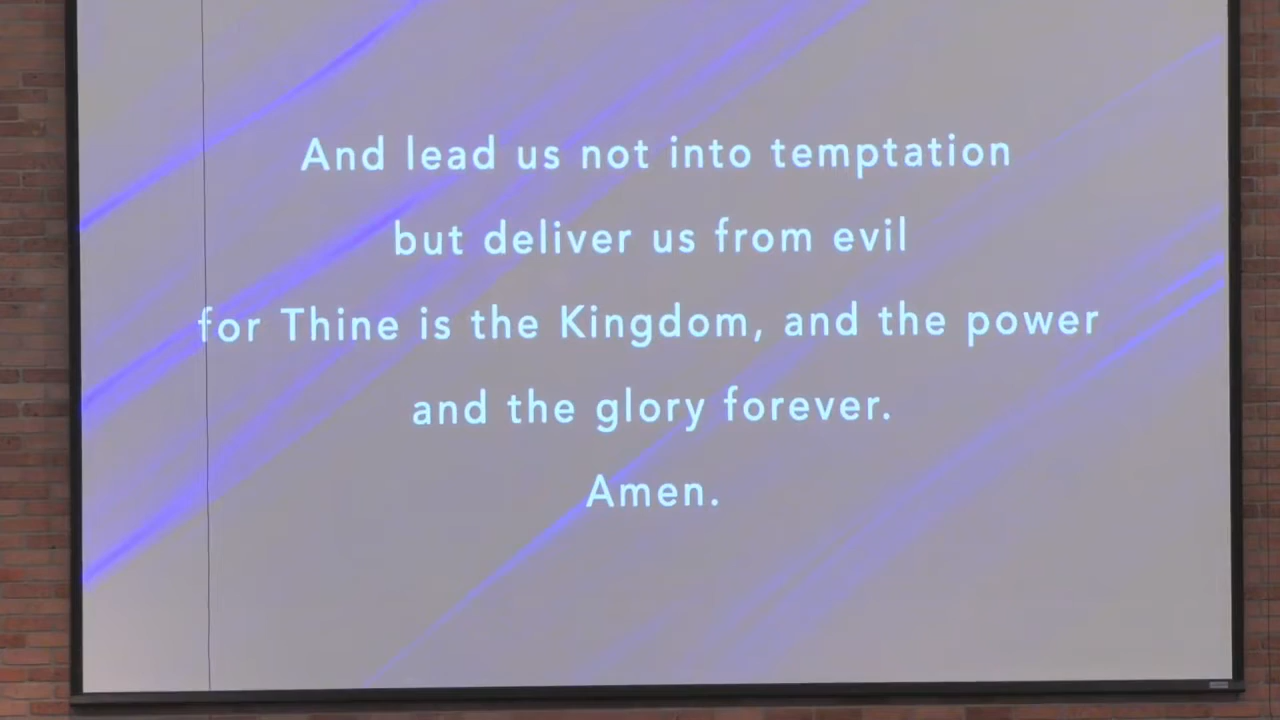 And lead us not into temptation
but deliver us from evil
for Thine is the Kingdom, and the power
and the glory forever.
Amen.